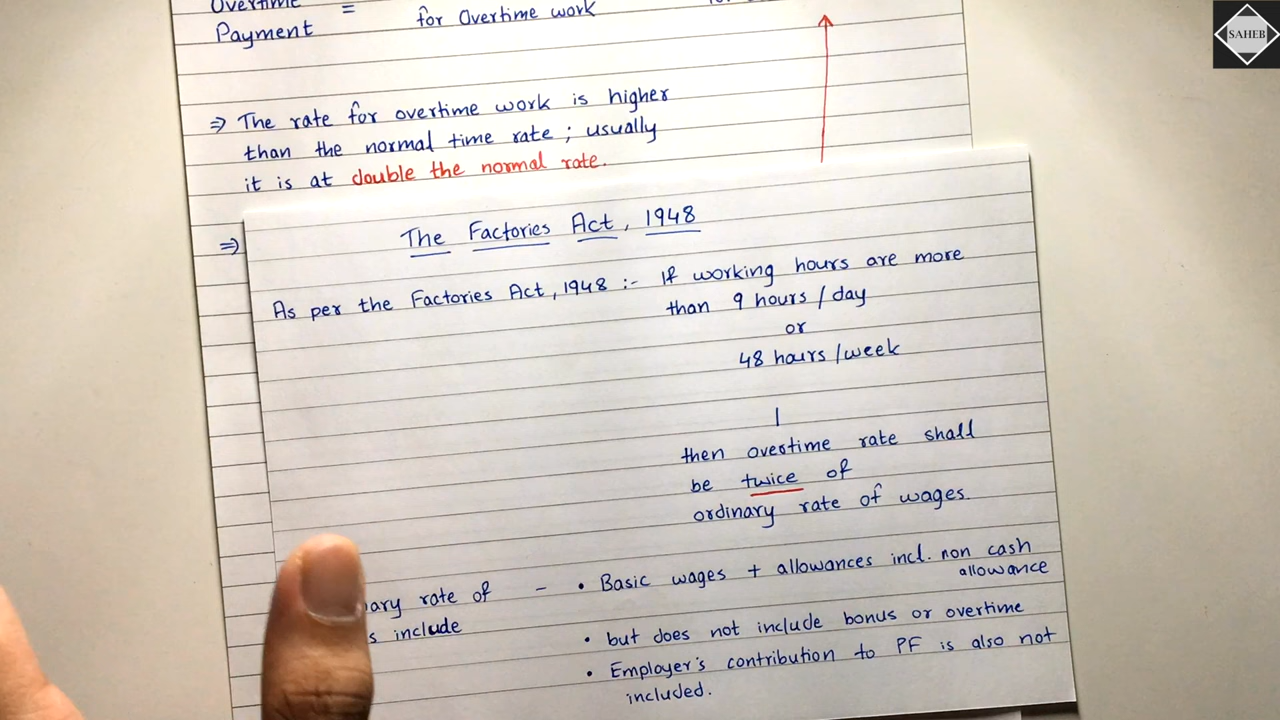 Overtime =
for Overtime work
Payment
⇒ The rate for overtime work is higher
than the normal time rate ; usually
it is at double the normal rate.
⇒
The Factories Act, 1948
As per the Factories Act, 1948 :- If working hours are more
than 9 hours / day
or
48 hours / week
then overtime rate shall
be twice of
ordinary rate of wages.
rate of - • Basic wages + allowances incl. non cash
allowance
include
• but does not include bonus or overtime
• Employer's contribution to PF is also not
included.
SAHEB